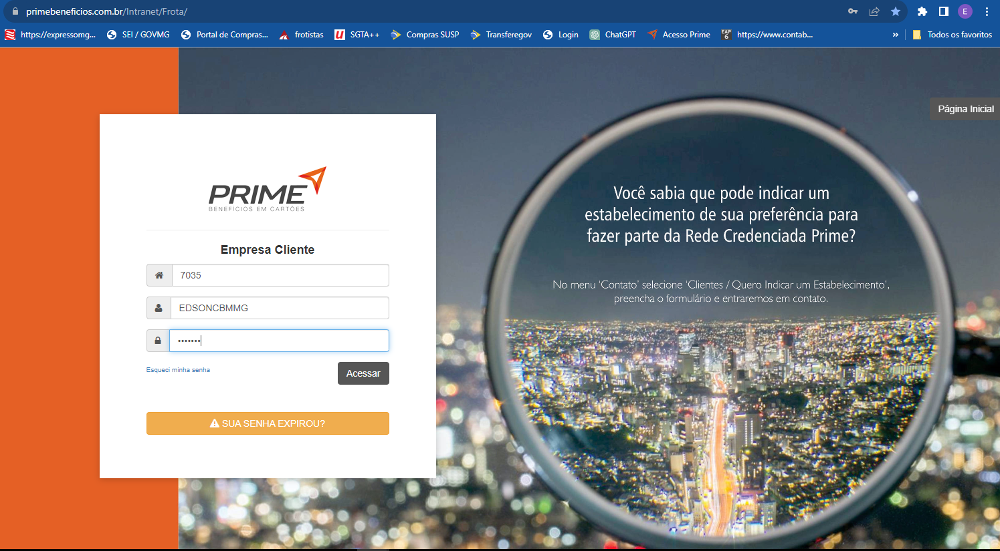 primebeneficios.com.br/Intranet/Frota/
E
https://expressomg...
SEI / GOVMG
Portal de Compras...
frotistas
SGTA++
Compras SUSP
Transferegov
Login
ChatGPT
Acesso Prime
EAP 6
https://www.contab...
»
Todos os favoritos
Página Inicial
PRIME
BENEFÍCIOS EM CARTÕES
Empresa Cliente
7035
EDSONCBMMG
•••••••
Esqueci minha senha
Acessar
SUA SENHA EXPIROU?
Você sabia que pode indicar um
estabelecimento de sua preferência para
fazer parte da Rede Credenciada Prime?
No menu 'Contato' selecione 'Clientes / Quero Indicar um Estabelecimento',
preencha o formulário e entraremos em contato.